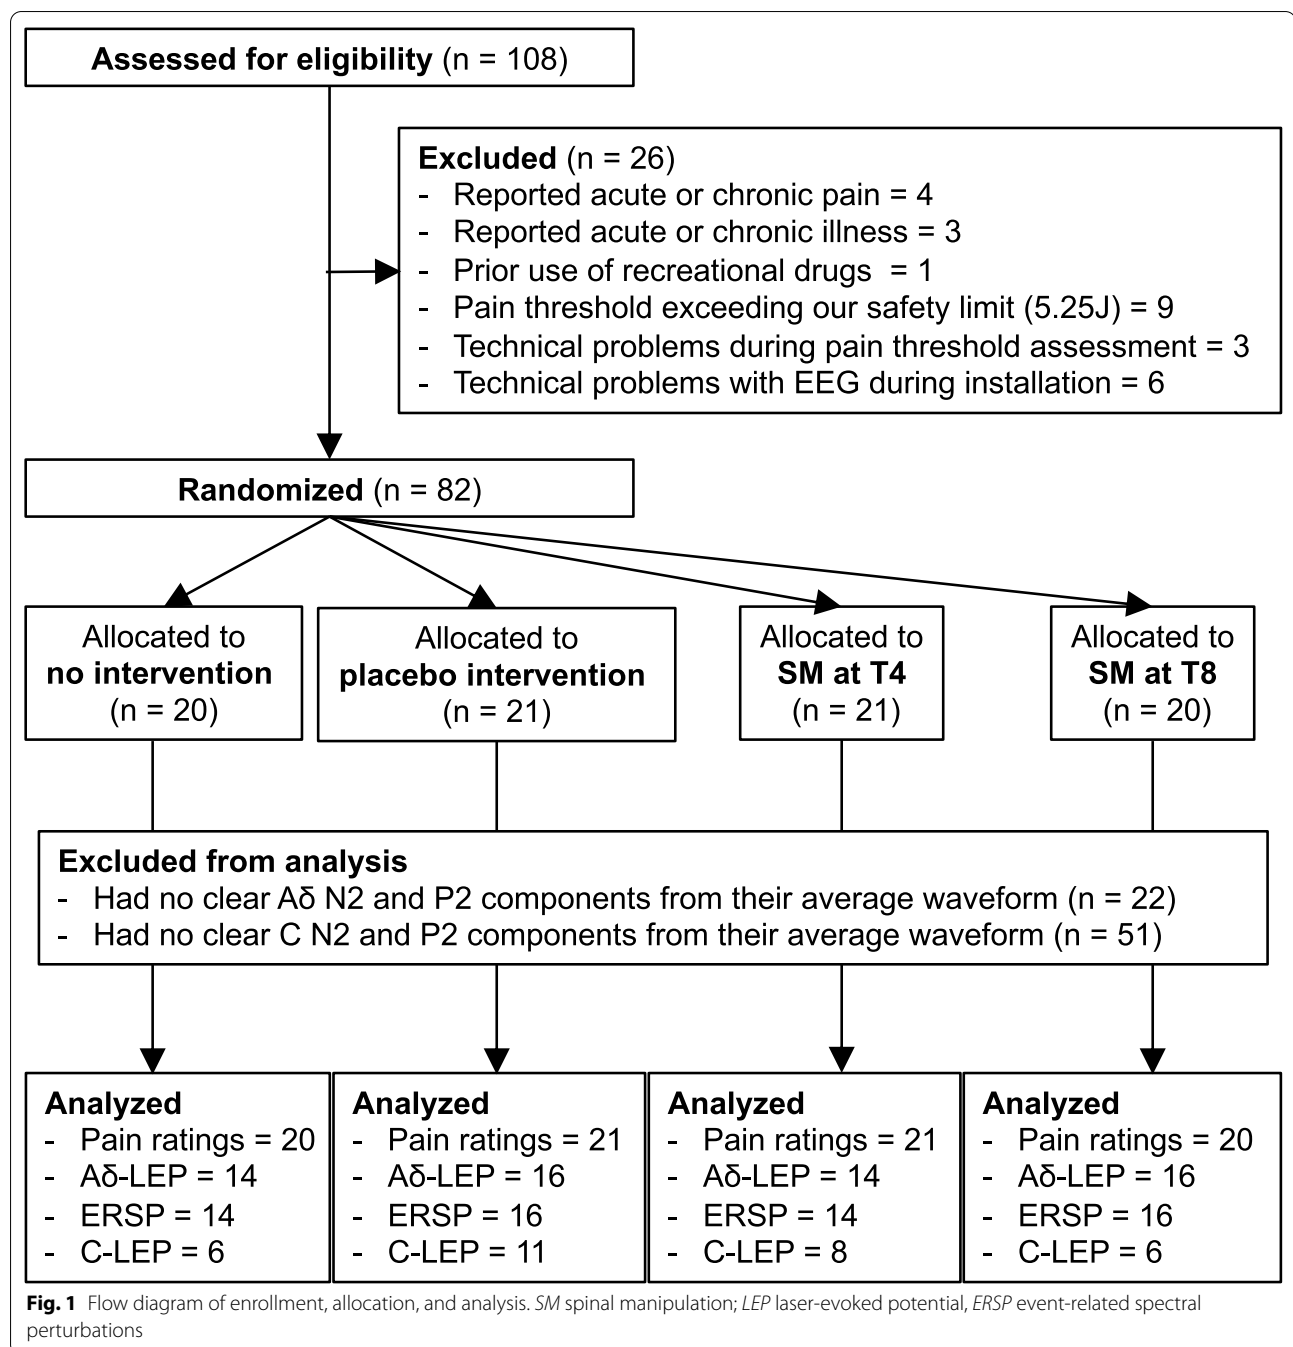 Assessed for eligibility (n = 108)
Excluded (n = 26)
- Reported acute or chronic pain = 4
- Reported acute or chronic illness = 3
- Prior use of recreational drugs = 1
- Pain threshold exceeding our safety limit (5.25J) = 9
- Technical problems during pain threshold assessment = 3
- Technical problems with EEG during installation = 6
Randomized (n = 82)
Allocated to
no intervention
(n = 20)
Allocated to
placebo intervention
(n = 21)
Allocated to
SM at T4
(n = 21)
Allocated to
SM at T8
(n = 20)
Excluded from analysis
- Had no clear Aδ N2 and P2 components from their average waveform (n = 22)
- Had no clear C N2 and P2 components from their average waveform (n = 51)
Analyzed
- Pain ratings = 20
- Aδ-LEP = 14
- ERSP = 14
- C-LEP = 6
Analyzed
- Pain ratings = 21
- Aδ-LEP = 16
- ERSP = 16
- C-LEP = 11
Analyzed
- Pain ratings = 21
- Aδ-LEP = 14
- ERSP = 14
- C-LEP = 8
Analyzed
- Pain ratings = 20
- Aδ-LEP = 16
- ERSP = 16
- C-LEP = 6
Fig. 1 Flow diagram of enrollment, allocation, and analysis. SM spinal manipulation; LEP laser-evoked potential, ERSP event-related spectral
perturbations